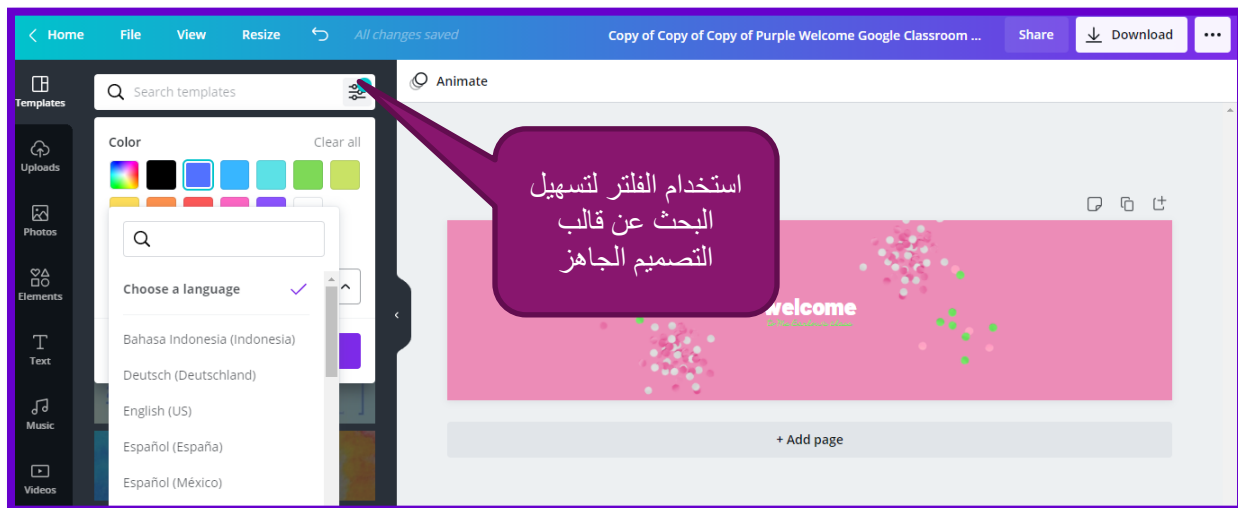 Home File View Resize All changes saved Copy of Copy of Copy of Purple Welcome Google Classroom ... Share Download
Templates
Uploads
Photos
Elements
Text
Music
Videos
Search templates
Color Clear all
Choose a language
Bahasa Indonesia (Indonesia)
Deutsch (Deutschland)
English (US)
Español (España)
Español (México)
Animate
استخدام الفلتر لتسهيل
البحث عن قالب
التصميم الجاهز
welcome
+ Add page